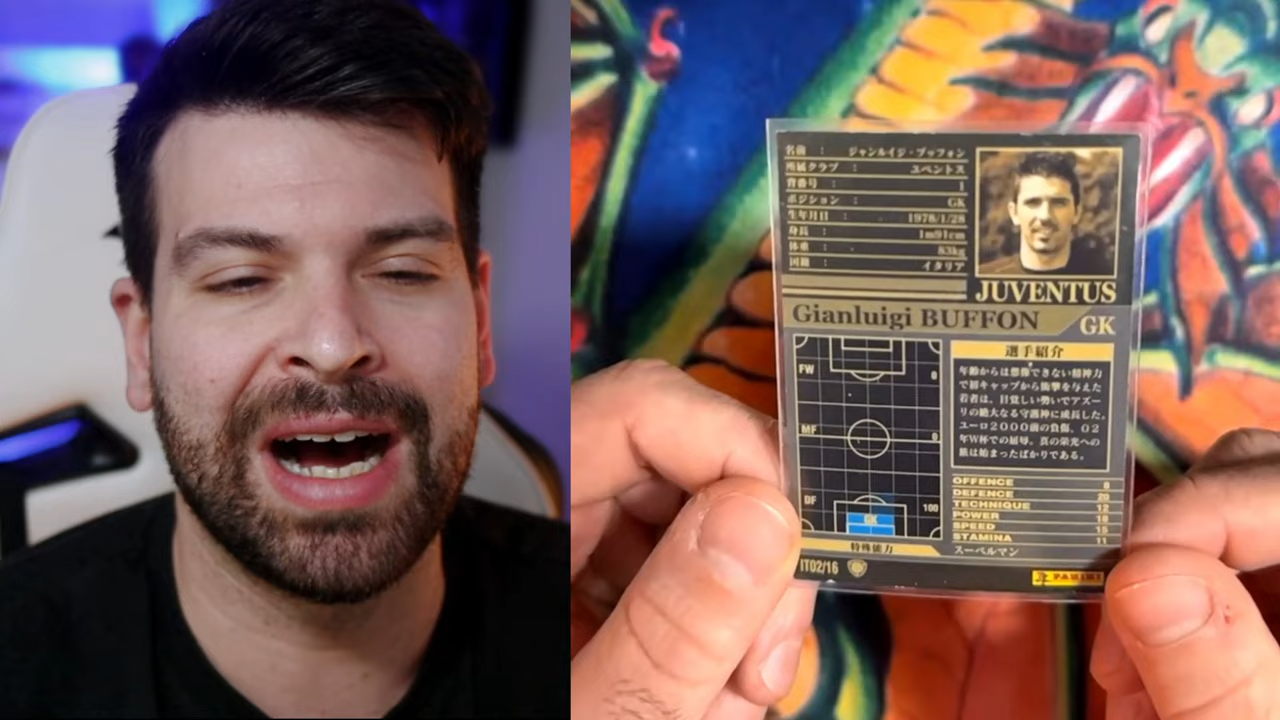 名前 : ジャンルイジ・ブッフォン
所属クラブ : ユベントス
背番号 : 1
ポジション : GK
生年月日 : 1978/1/28
身長 : 1m91cm
体重 : 83kg
国籍 : イタリア
JUVENTUS
Gianluigi BUFFON GK
FW 0
MF 0
DF 100
GK
選手紹介
年齢からは想像できない精神力
で初キャップから衝撃を与えた
若者は、目覚しい勢いでアズー
リの絶大なる守護神に成長した。
ユーロ2000前の負傷、02
年W杯での屈辱。真の栄光への
旅は始まったばかりである。
OFFENCE
DEFENCE 20
TECHNIQUE 12
POWER 18
SPEED 15
STAMINA 11
特殊能力 スーペルマン
IT02/16
PANINI